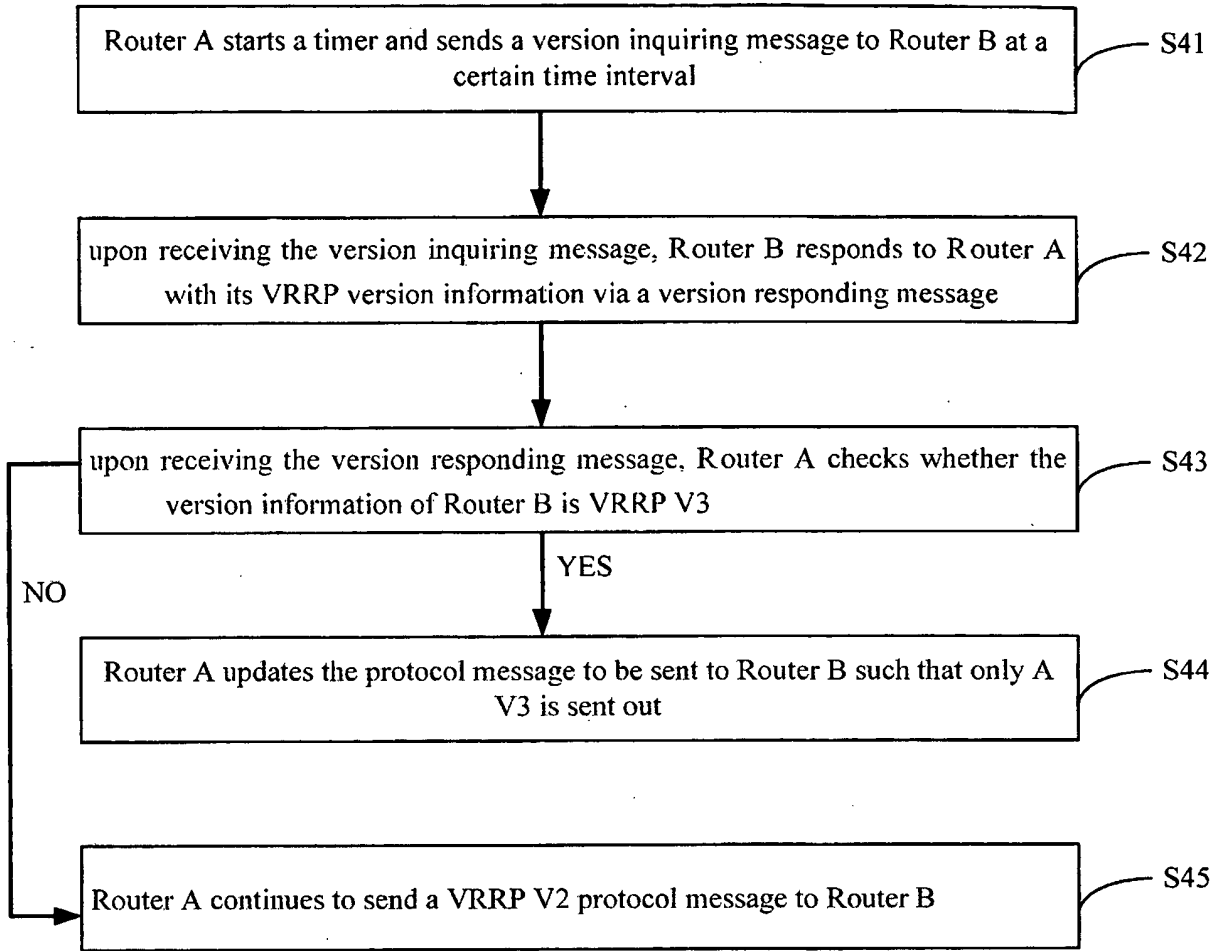 Router A starts a timer and sends a version inquiring message to Router B at a
certain time interval
S41
upon receiving the version inquiring message, Router B responds to Router A
with its VRRP version information via a version responding message
S42
upon receiving the version responding message, Router A checks whether the
version information of Router B is VRRP V3
S43
YES
NO
Router A updates the protocol message to be sent to Router B such that only A
V3 is sent out
S44
Router A continues to send a VRRP V2 protocol message to Router B
S45